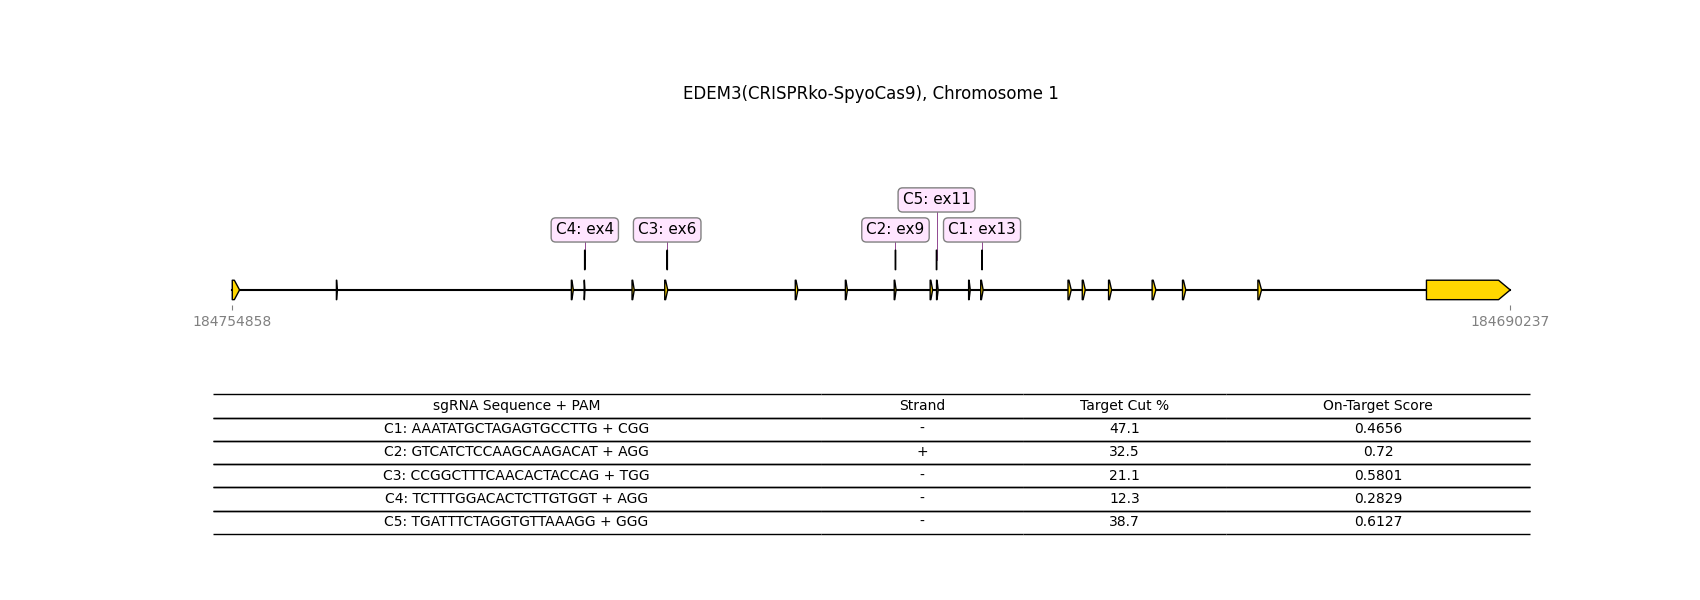 EDEM3(CRISPRko-SpyoCas9), Chromosome 1
C5: ex11
C4: ex4 C3: ex6 C2: ex9 C1: ex13
184754858 184690237
sgRNA Sequence + PAM Strand Target Cut % On-Target Score
C1: AAATATGCTAGAGTGCCTTG + CGG - 47.1 0.4656
C2: GTCATCTCCAAGCAAGACAT + AGG + 32.5 0.72
C3: CCGGCTTTCAACACTACCAG + TGG - 21.1 0.5801
C4: TCTTTGGACACTCTTGTGGT + AGG - 12.3 0.2829
C5: TGATTTCTAGGTGTTAAAGG + GGG - 38.7 0.6127